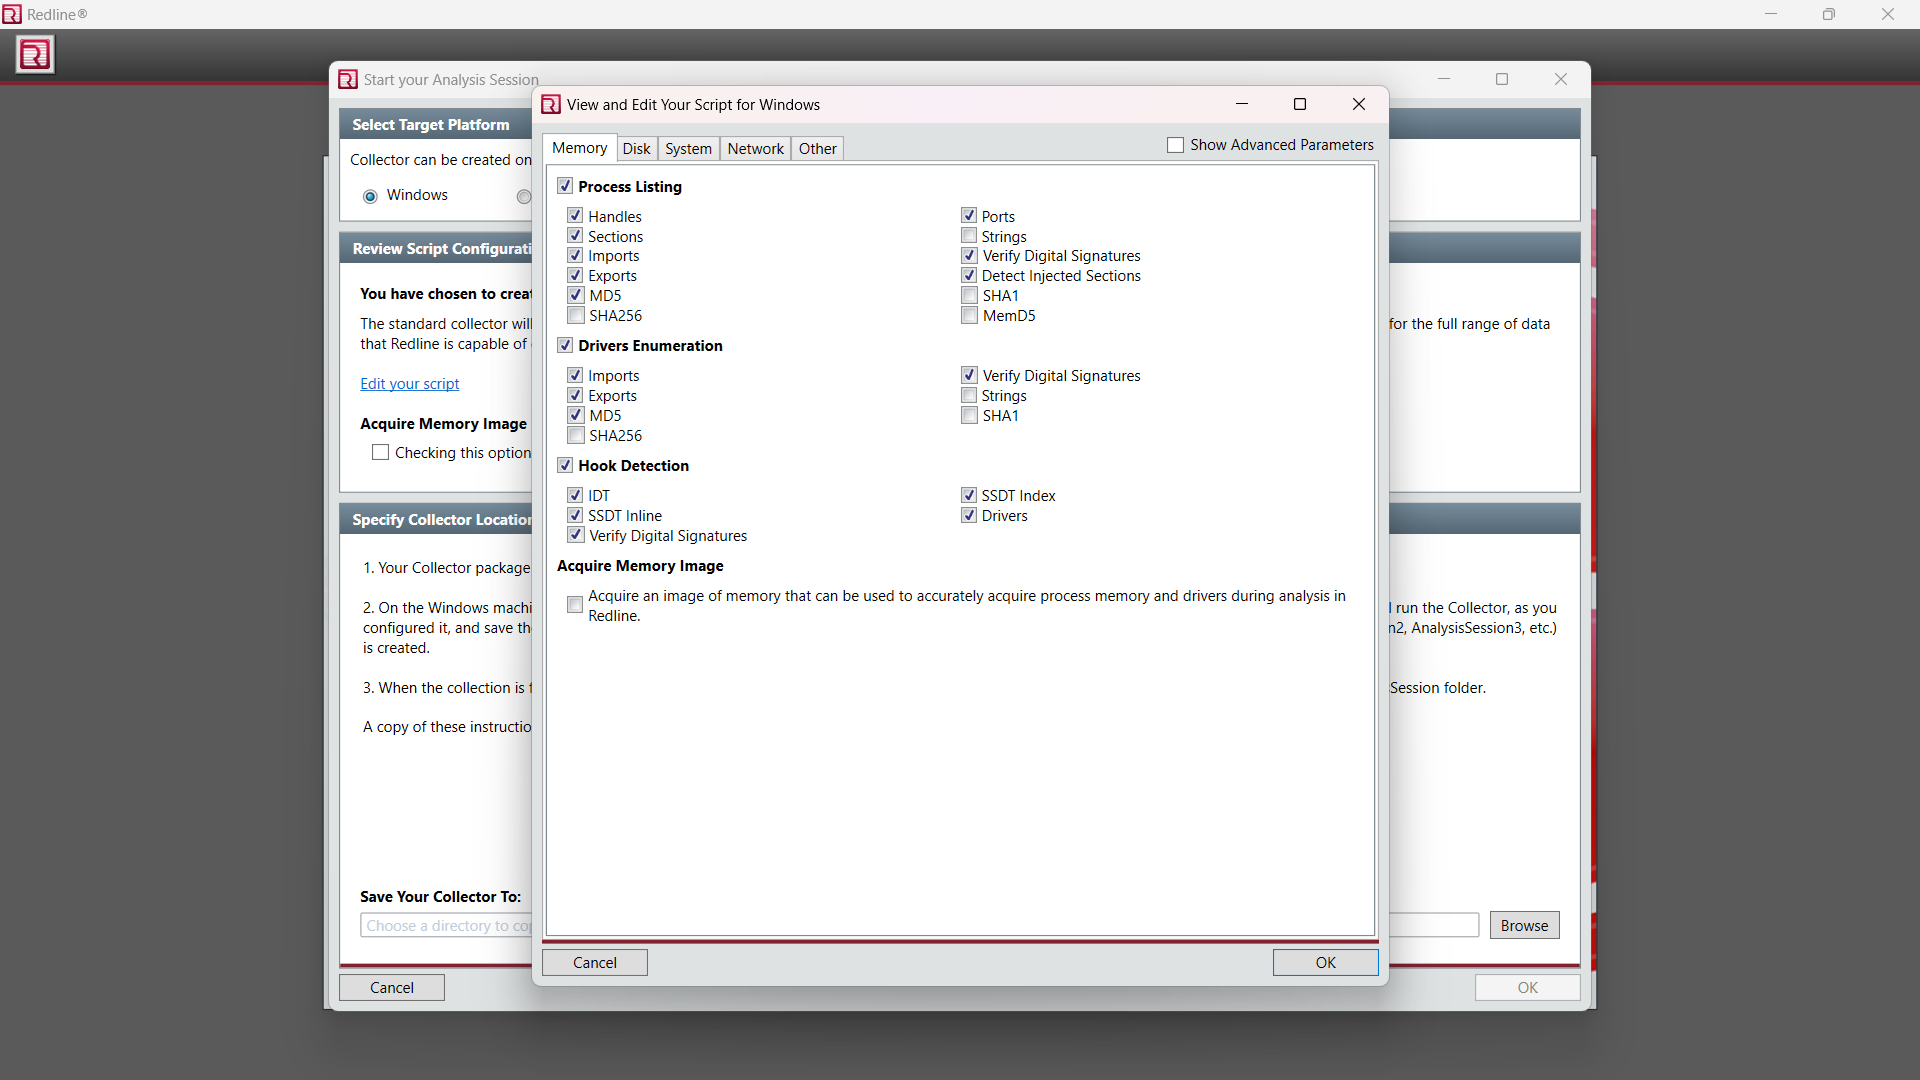 Redline®
Start your Analysis Session
View and Edit Your Script for Windows
Select Target Platform
Collector can be created on
Windows
Review Script Configurati
You have chosen to creat
The standard collector will
for the full range of data
that Redline is capable of
Edit your script
Acquire Memory Image
Checking this option
Specify Collector Location
1. Your Collector package
2. On the Windows machi
run the Collector, as you
configured it, and save th
n2, AnalysisSession3, etc.)
is created.
3. When the collection is f
Session folder.
A copy of these instructio
Save Your Collector To:
Choose a directory to cop
Browse
Cancel
OK
Memory
Disk
System
Network
Other
Show Advanced Parameters
Process Listing
Handles
Sections
Imports
Exports
MD5
SHA256
Ports
Strings
Verify Digital Signatures
Detect Injected Sections
SHA1
MemD5
Drivers Enumeration
Imports
Exports
MD5
SHA256
Verify Digital Signatures
Strings
SHA1
Hook Detection
IDT
SSDT Inline
Verify Digital Signatures
SSDT Index
Drivers
Acquire Memory Image
Acquire an image of memory that can be used to accurately acquire process memory and drivers during analysis in
Redline.
Cancel
OK